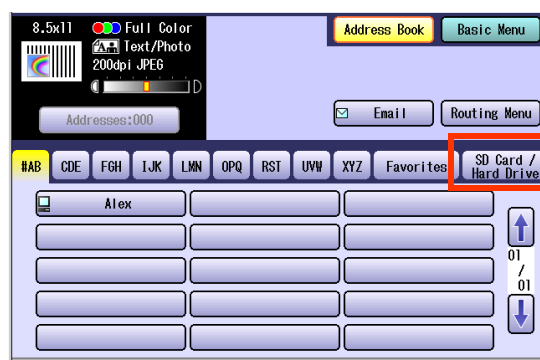 8.5x11 Full Color
Text/Photo
200dpi JPEG
D
Addresses:000
Address Book Basic Menu
Email Routing Menu
#AB CDE FGH IJK LMN OPQ RST UVW XYZ Favorites SD Card /
Hard Drive
Alex
01
/
01